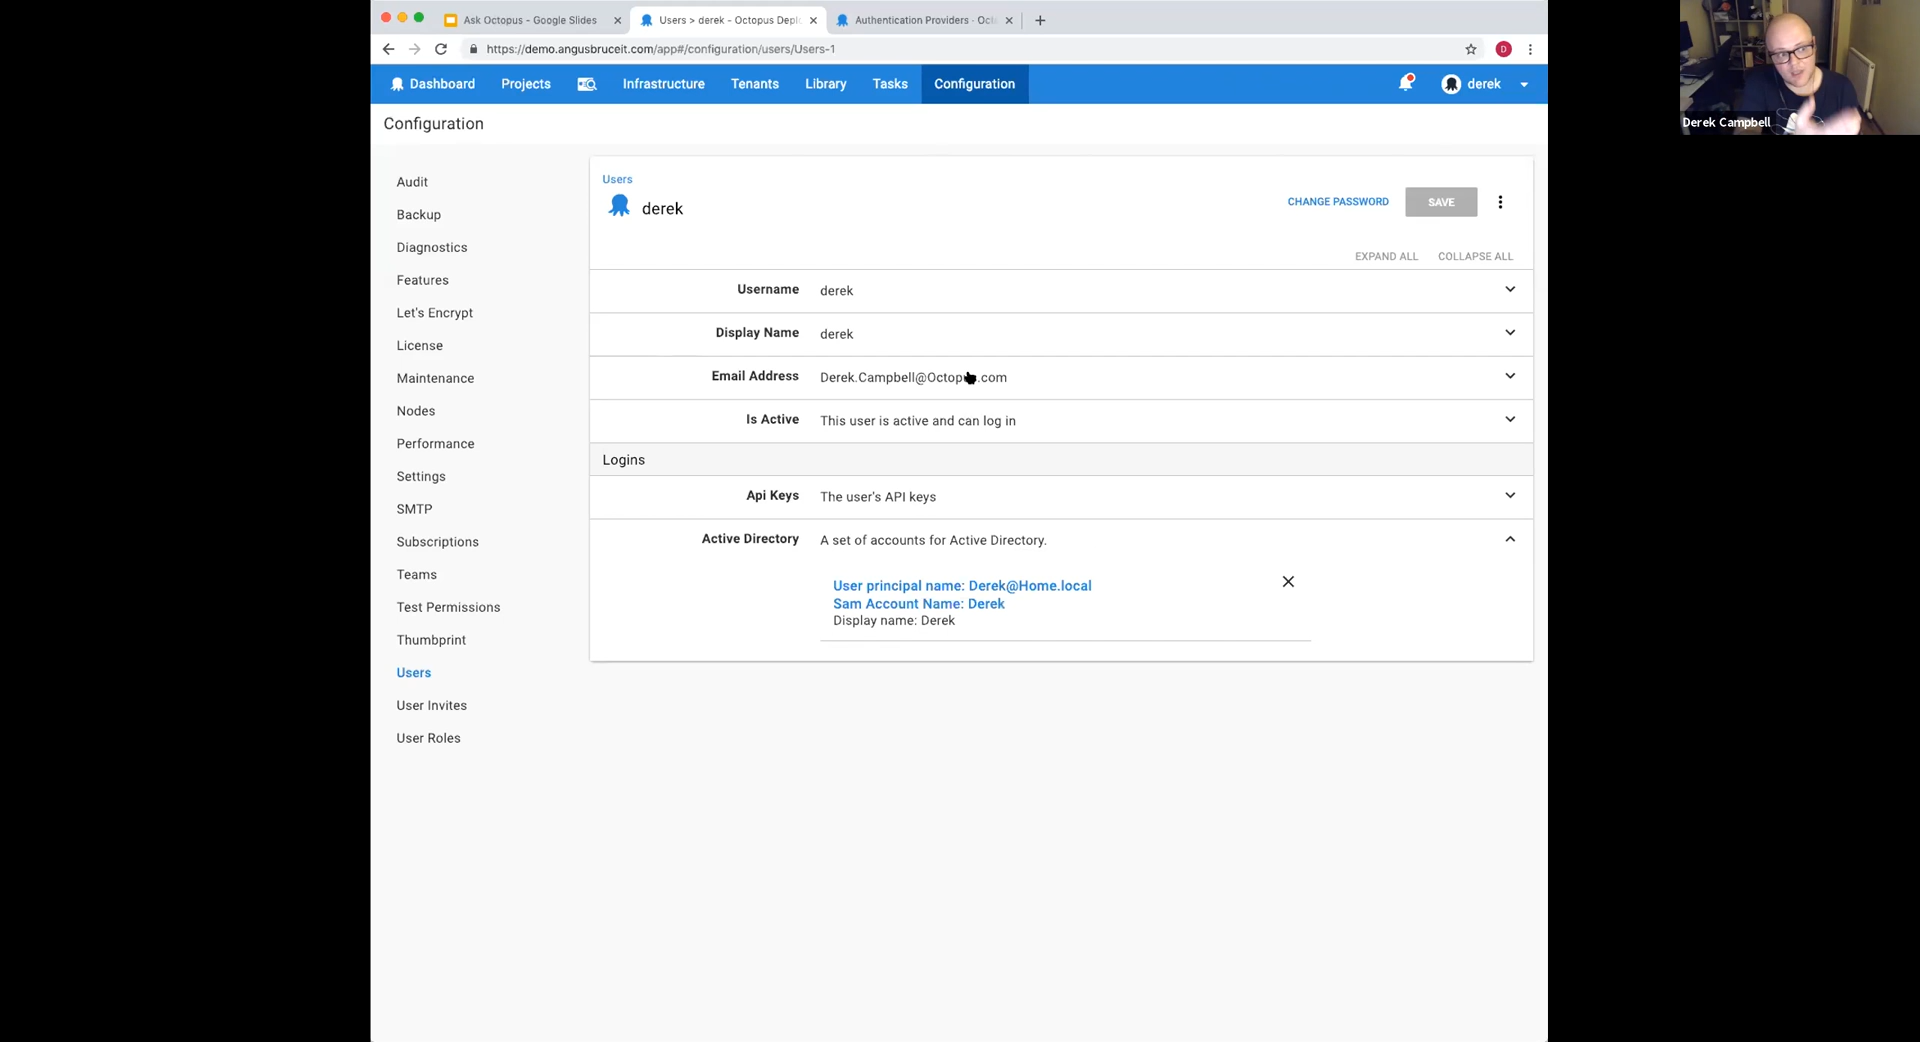 Ask Octopus - Google Slides
Users > derek - Octopus Depl
Authentication Providers - Oct
https://demo.angusbruceit.com/app#/configuration/users/Users-1
D
Dashboard
Projects
Infrastructure
Tenants
Library
Tasks
Configuration
derek
Derek Campbell
Configuration
Audit
Backup
Diagnostics
Features
Let's Encrypt
License
Maintenance
Nodes
Performance
Settings
SMTP
Subscriptions
Teams
Test Permissions
Thumbprint
Users
User Invites
User Roles
Users
derek
CHANGE PASSWORD
SAVE
EXPAND ALL
COLLAPSE ALL
Username
derek
Display Name
derek
Email Address
Derek.Campbell@Octop .com
Is Active
This user is active and can log in
Logins
Api Keys
The user's API keys
Active Directory
A set of accounts for Active Directory.
User principal name: Derek@Home.local
Sam Account Name: Derek
Display name: Derek